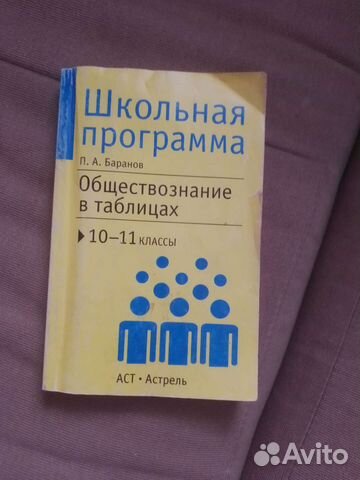 Школьная
программа
П. А. Баранов
Обществознание
в таблицах
10–11 КЛАССЫ
АСТ • Астрель
Avito